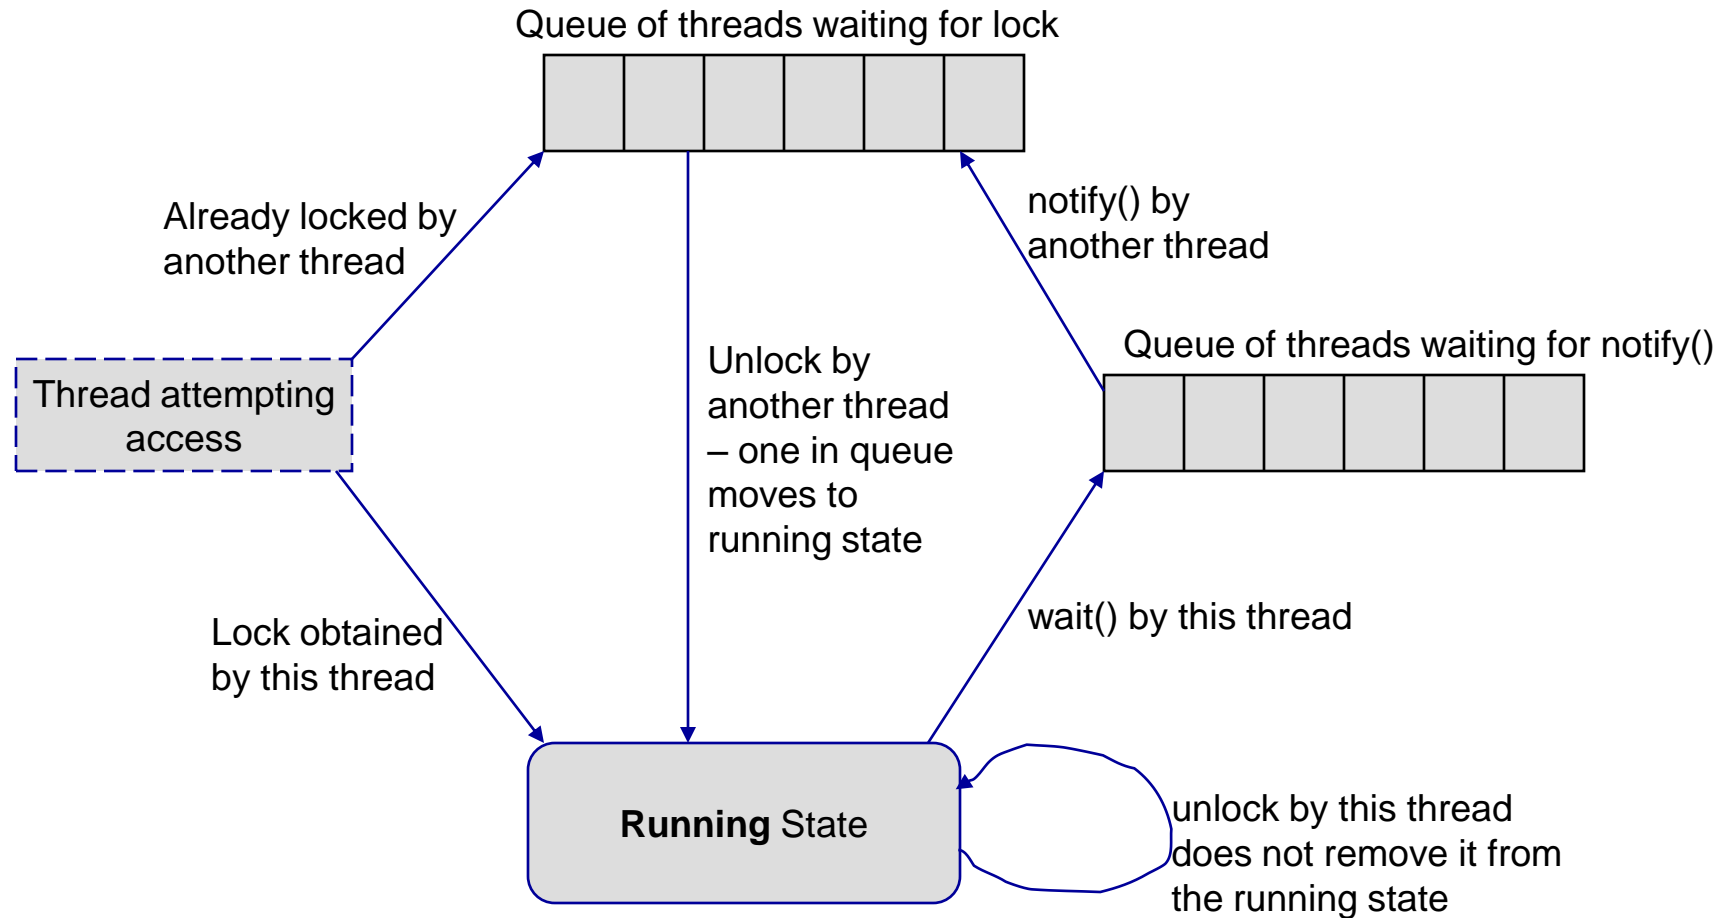 Queue of threads waiting for lock
Already locked by
another thread
notify() by
another thread
Queue of threads waiting for notify()
Thread attempting
access
Unlock by
another thread
– one in queue
moves to
running state
Lock obtained
by this thread
wait() by this thread
Running State
unlock by this thread
does not remove it from
the running state